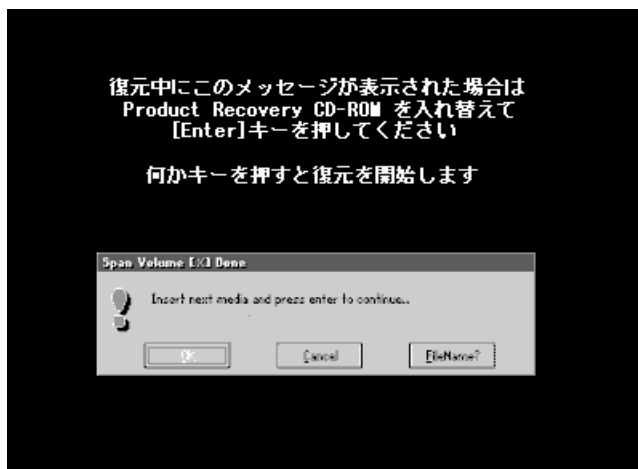 復元中にこのメッセージが表示された場合は
Product Recovery CD-ROM を入れ替えて
[Enter]キーを押してください
何かキーを押すと復元を開始します
Span Volume [X] Done
Insert next media and press enter to continue..
OK
Cancel
FileName?